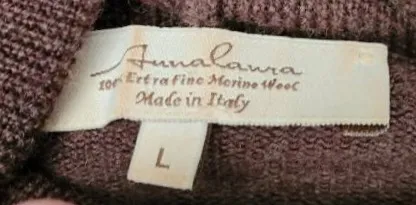 Annalaura
100% Extra Fine Merino Wool
Made in Italy
L